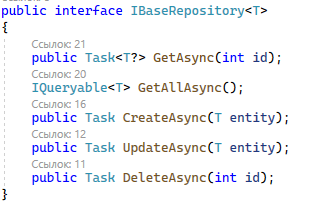 public interface IBaseRepository<T>
{
Ссылок: 21
public Task<T?> GetAsync(int id);
Ссылок: 20
IQueryable<T> GetAllAsync();
Ссылок: 16
public Task CreateAsync(T entity);
Ссылок: 12
public Task UpdateAsync(T entity);
Ссылок: 11
public Task DeleteAsync(int id);
}